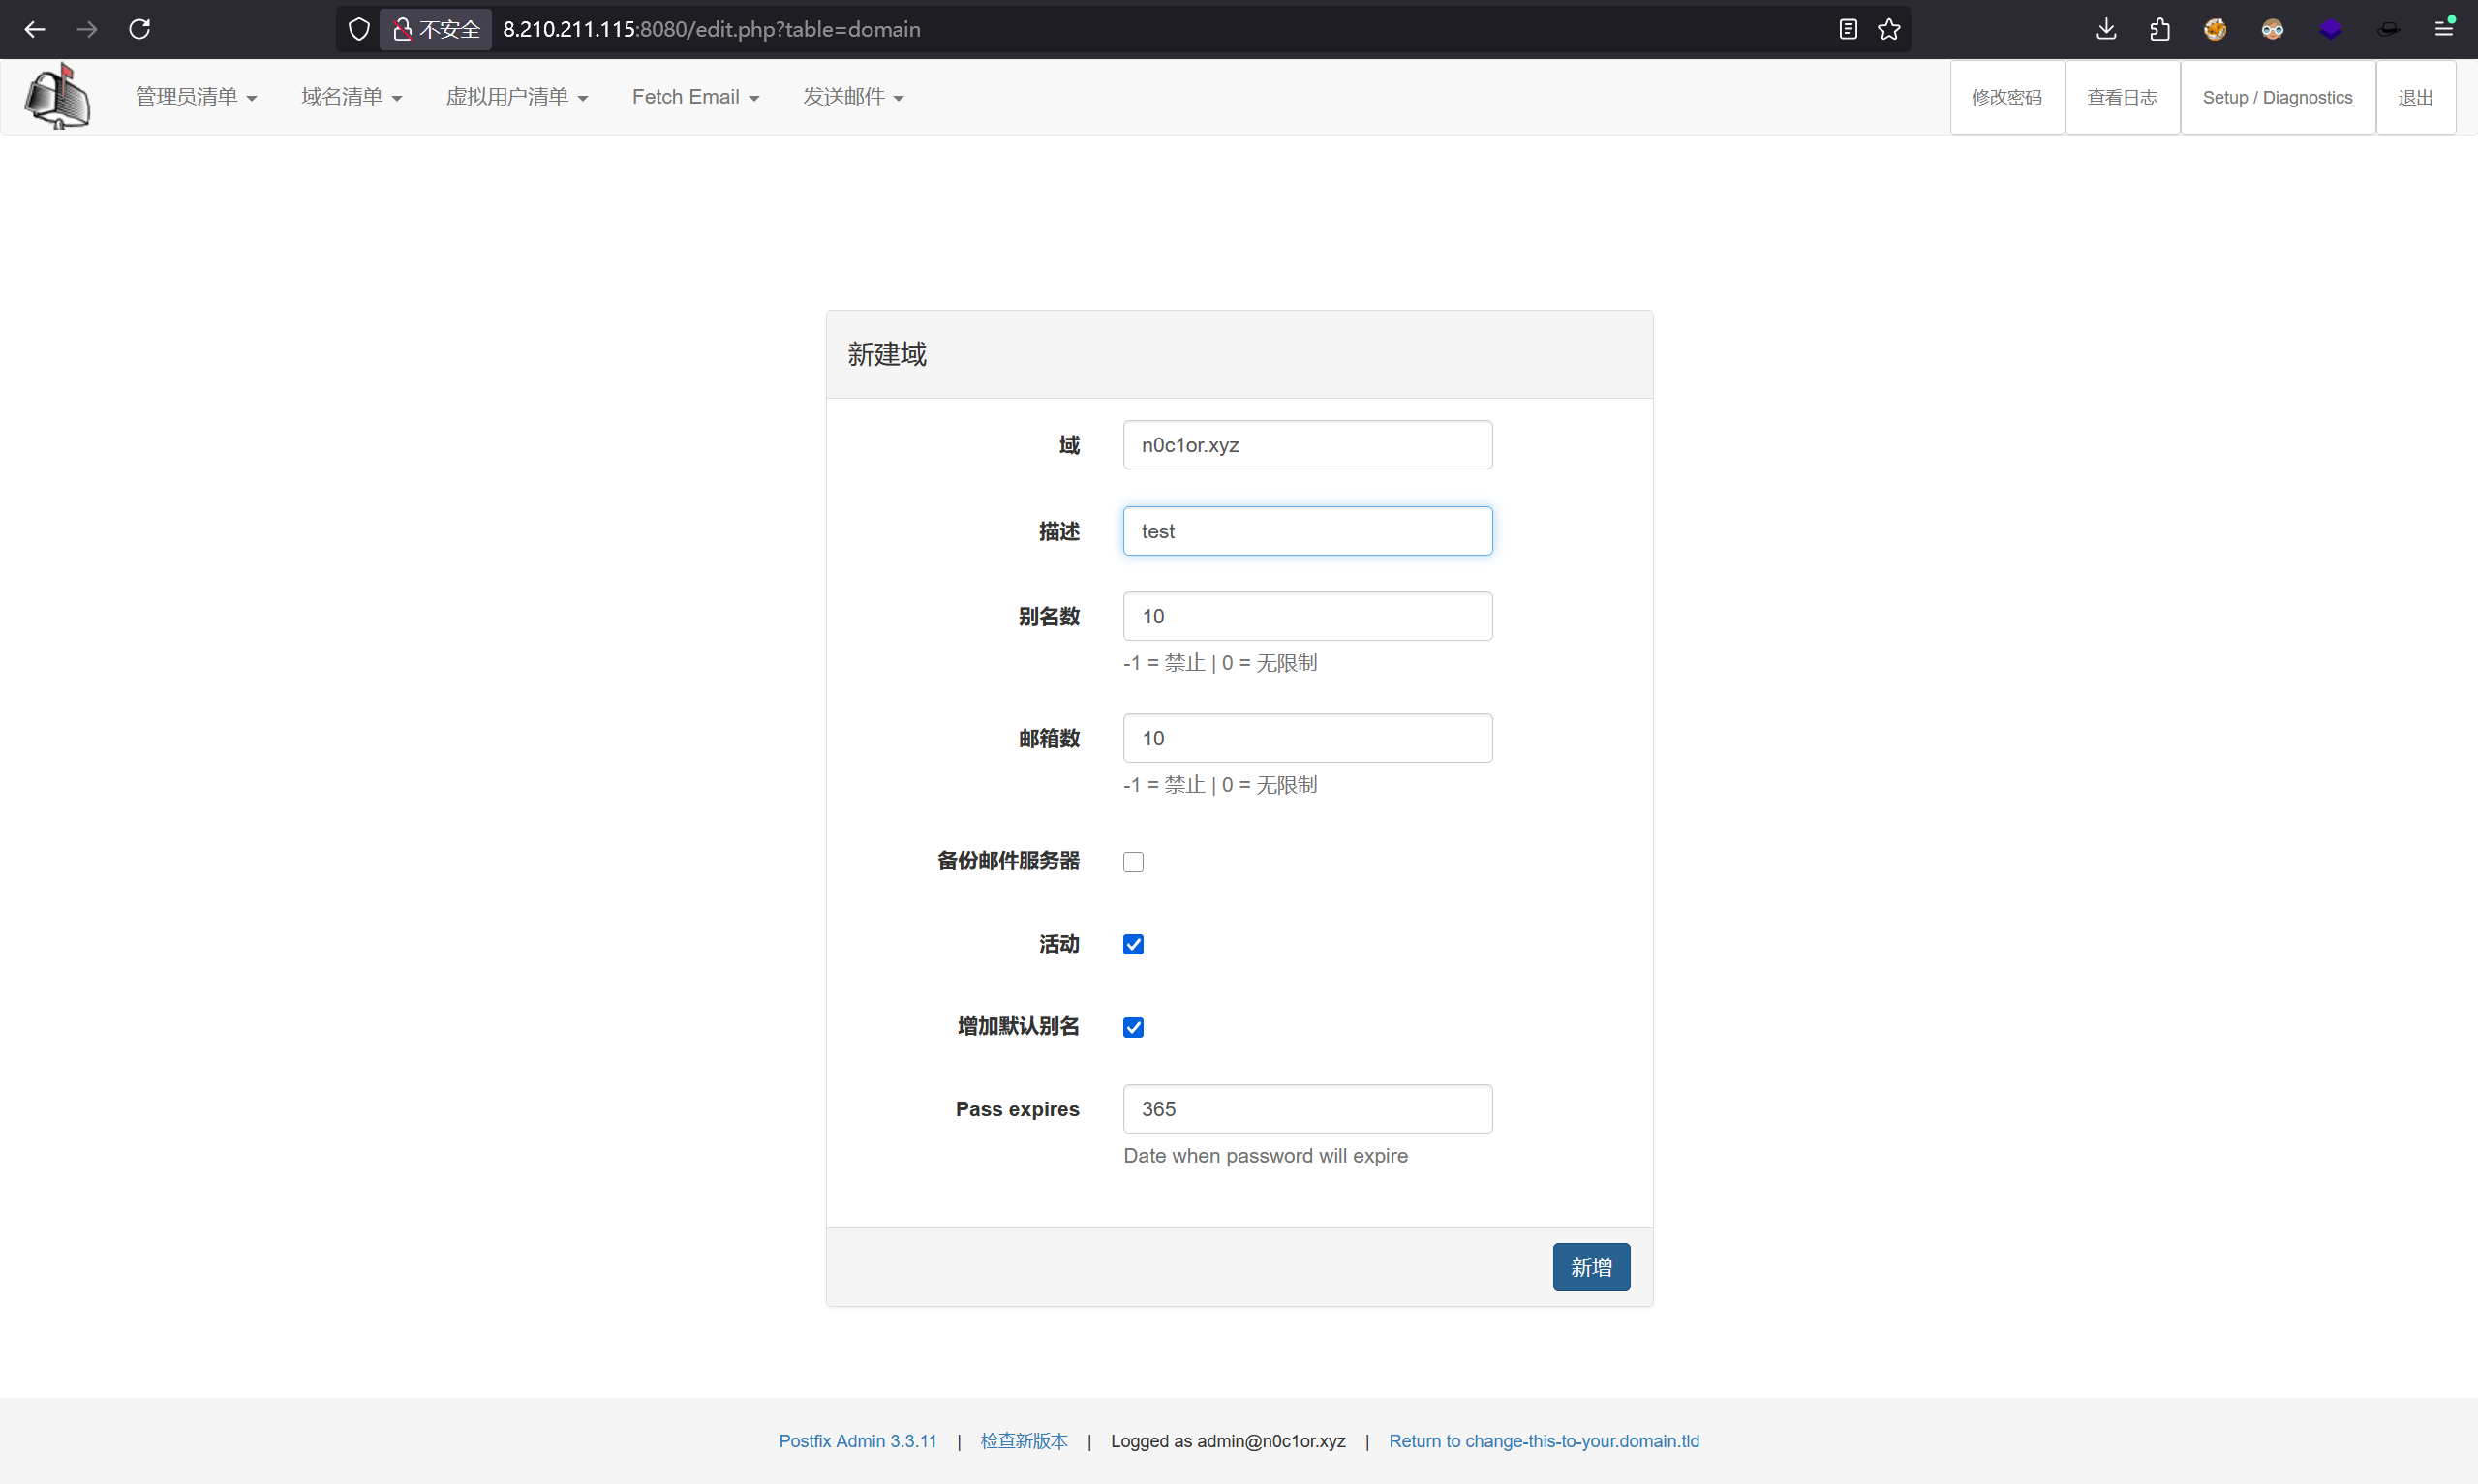 不安全 8.210.211.115:8080/edit.php?table=domain
管理员清单 域名清单 虚拟用户清单 Fetch Email 发送邮件 修改密码 查看日志 Setup / Diagnostics 退出
新建域
域 n0c1or.xyz
描述 test
别名数 10
-1 = 禁止 | 0 = 无限制
邮箱数 10
-1 = 禁止 | 0 = 无限制
备份邮件服务器
活动
增加默认别名
Pass expires 365
Date when password will expire
新增
Postfix Admin 3.3.11 | 检查新版本 | Logged as admin@n0c1or.xyz | Return to change-this-to-your.domain.tld